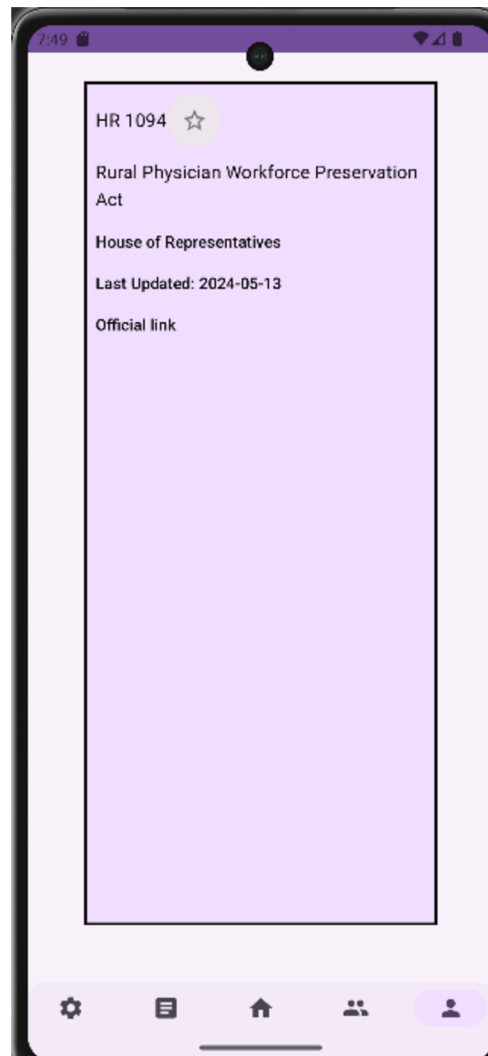 7:49
HR 1094
Rural Physician Workforce Preservation
Act
House of Representatives
Last Updated: 2024-05-13
Official link